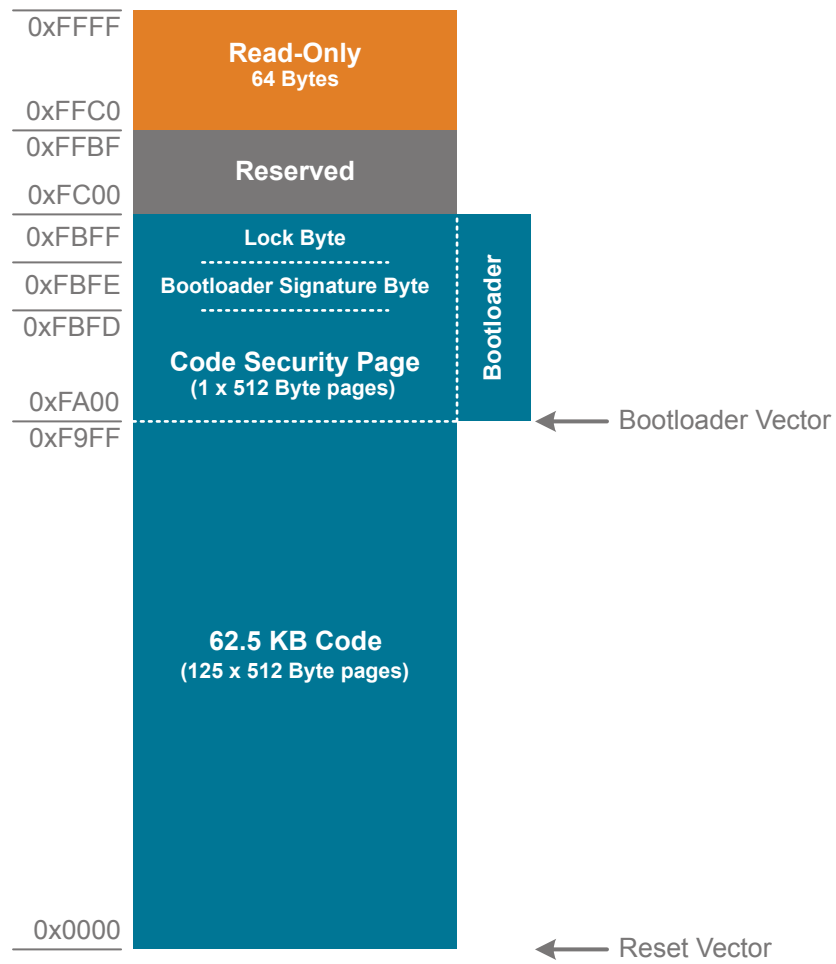 0xFFFF
Read-Only
64 Bytes
0xFFC0
0xFFBF
Reserved
0xFC00
0xFBFF
Lock Byte
0xFBFE
Bootloader Signature Byte
0xFBFD
Code Security Page
(1 x 512 Byte pages)
Bootloader
0xFA00
Bootloader Vector
0xF9FF
62.5 KB Code
(125 x 512 Byte pages)
0x0000
Reset Vector